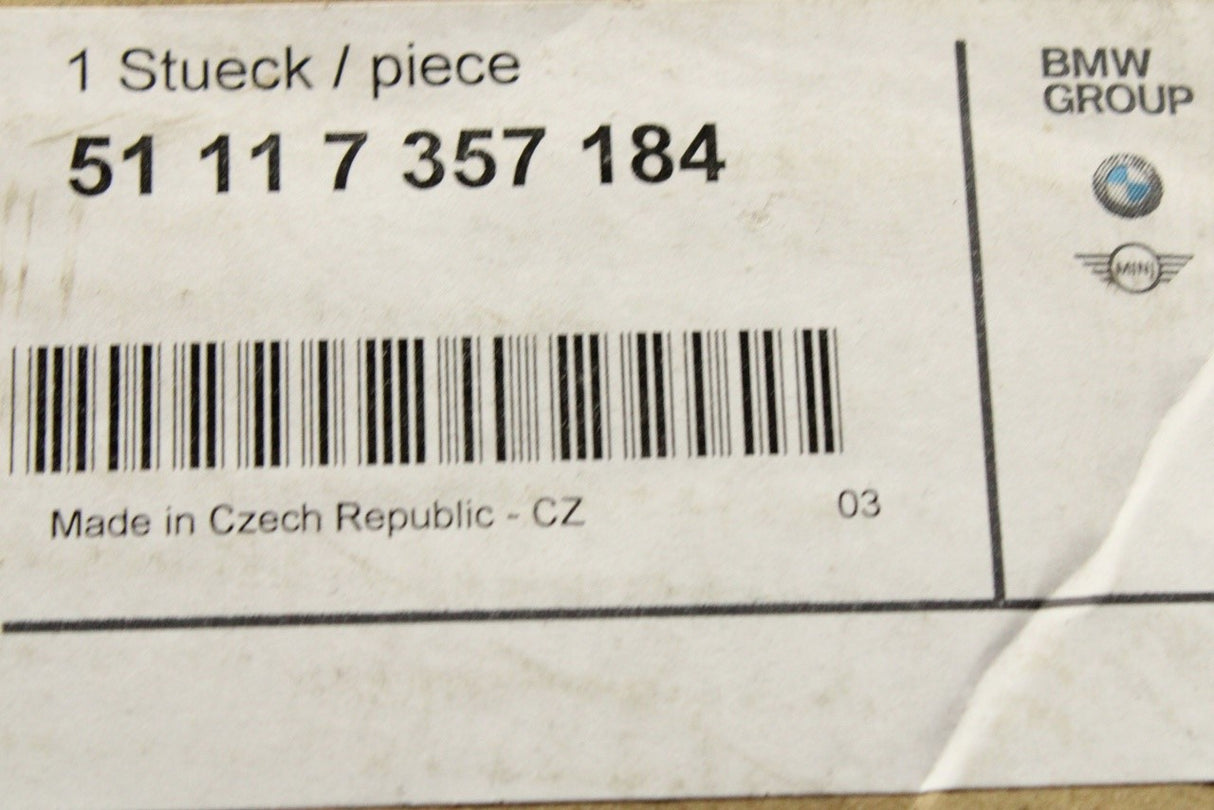 1 Stueck / piece
51 11 7 357 184
BMW
GROUP
MINI
Made in Czech Republic - CZ
03